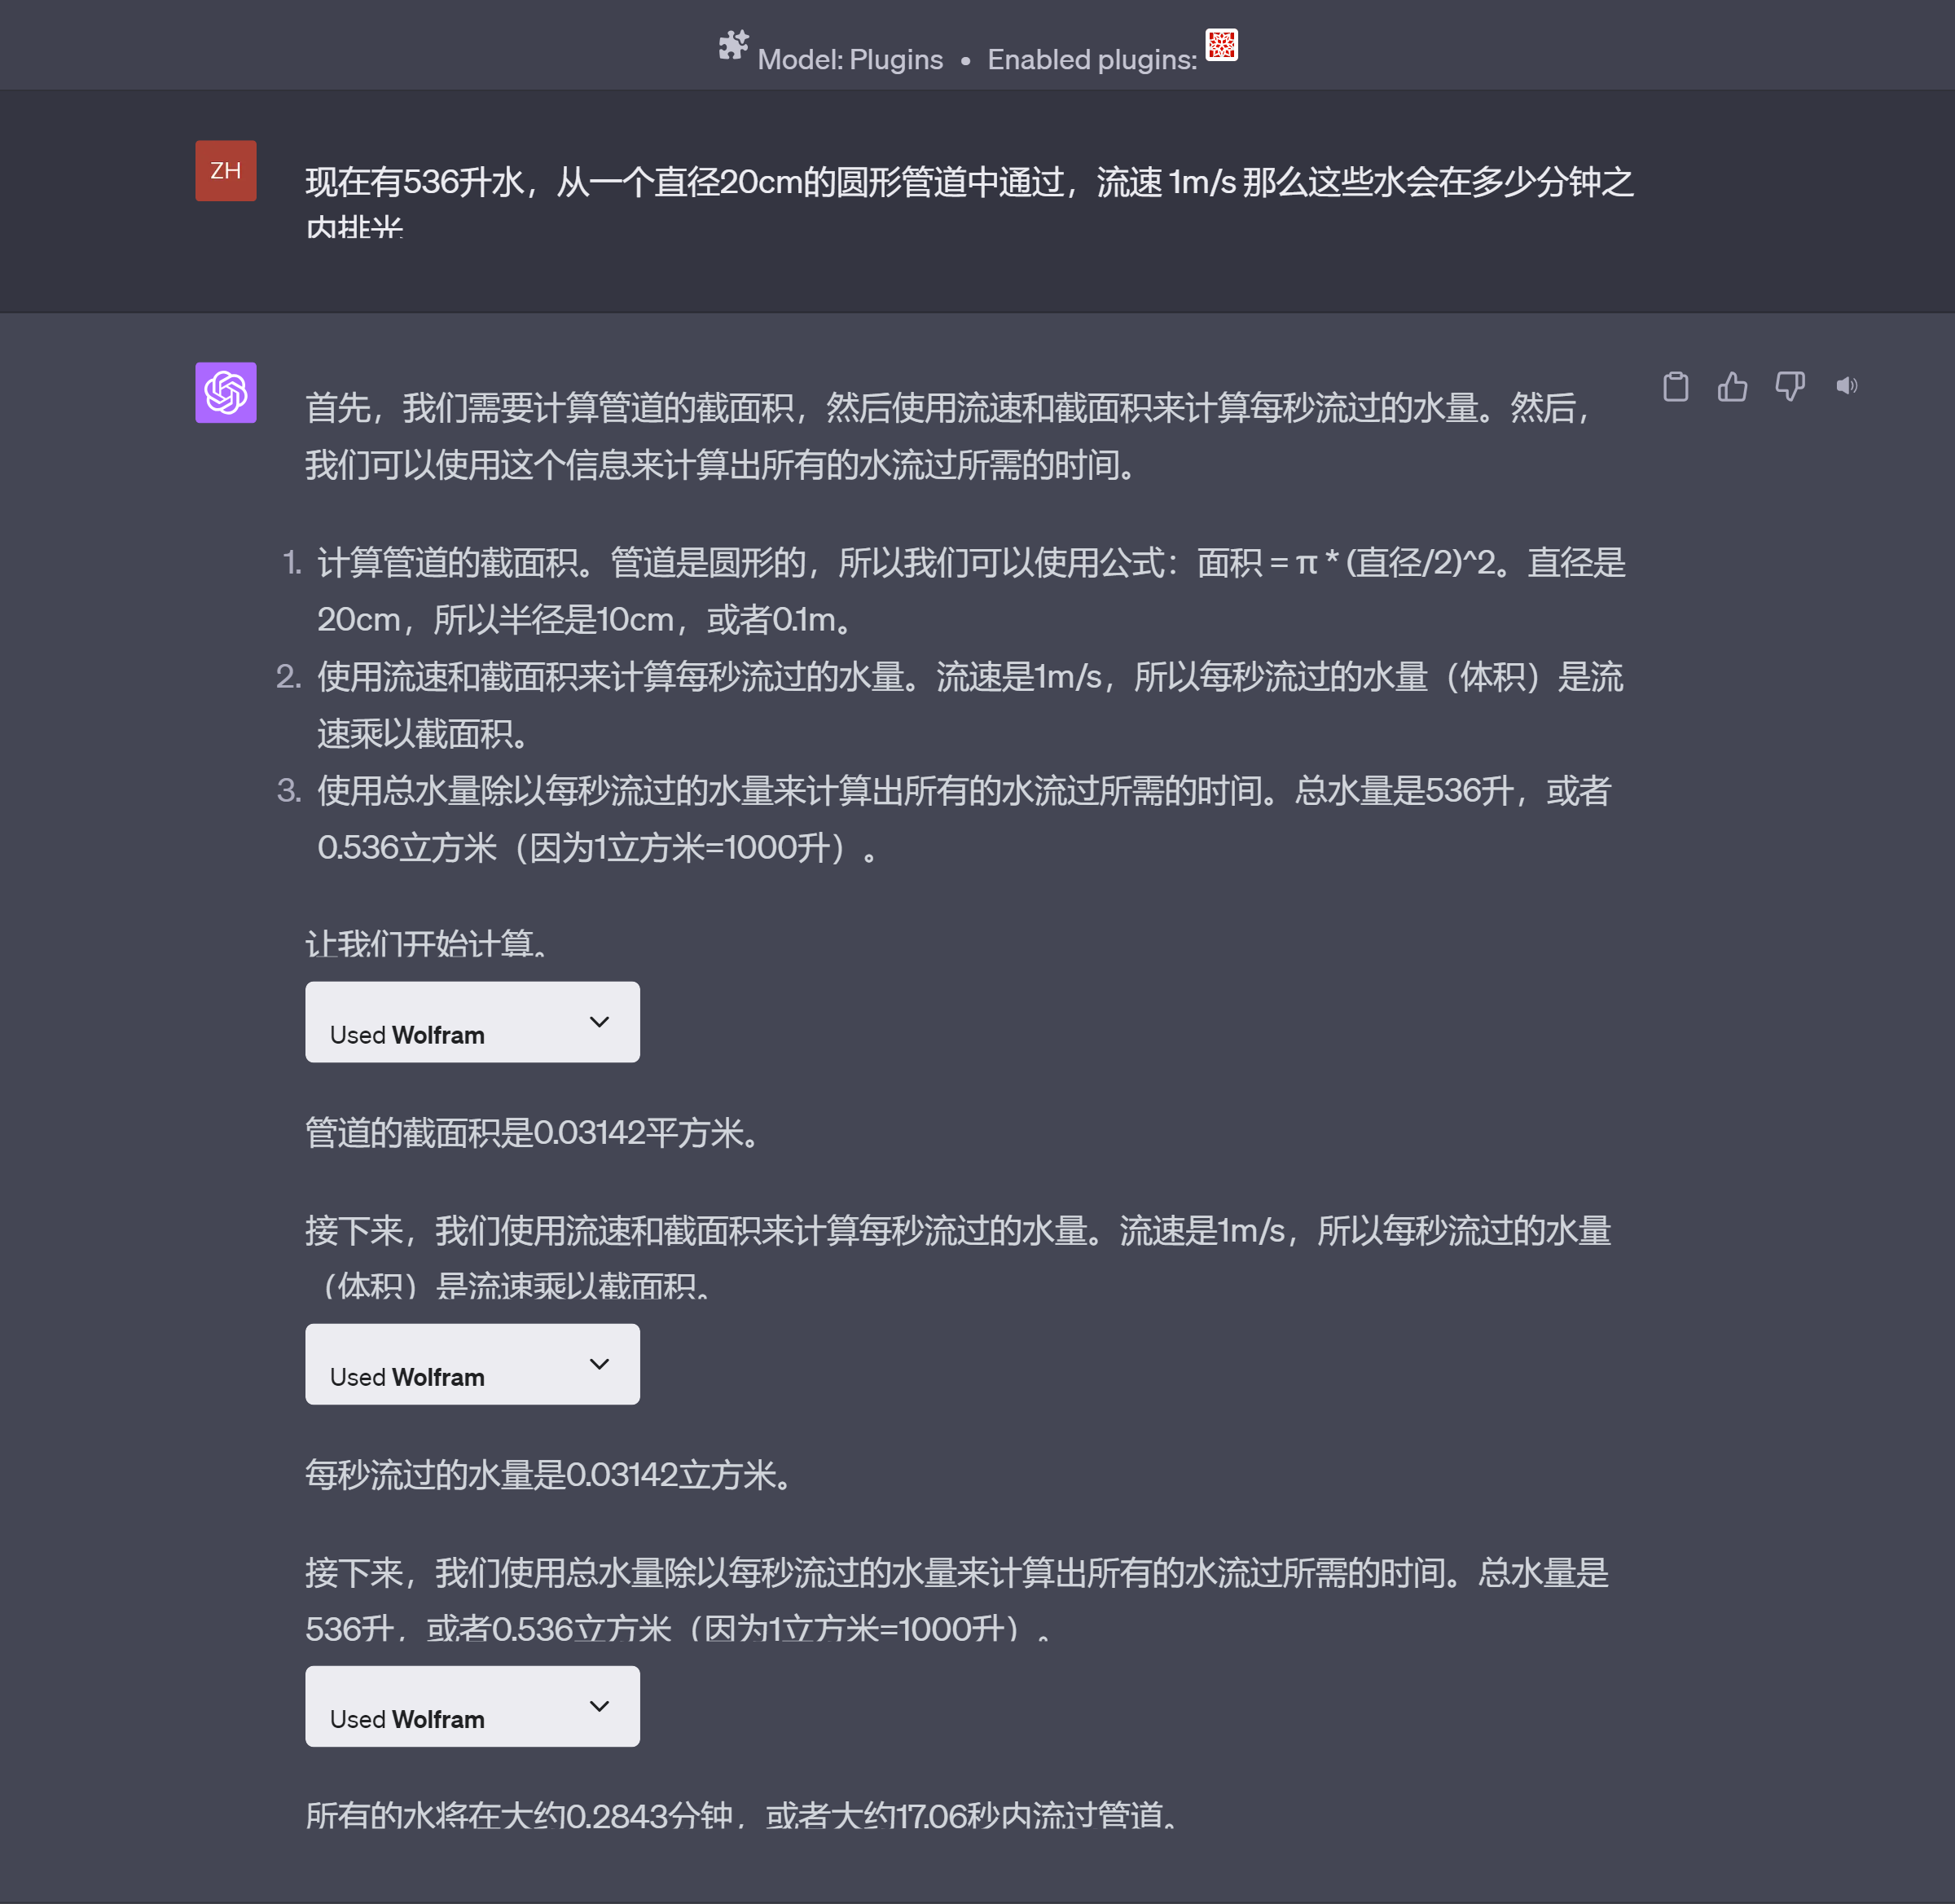 Model: Plugins • Enabled plugins:
ZH
现在有536升水，从一个直径20cm的圆形管道中通过，流速 1m/s 那么这些水会在多少分钟之
内排光
首先，我们需要计算管道的截面积，然后使用流速和截面积来计算每秒流过的水量。然后，
我们可以使用这个信息来计算出所有的水流过所需的时间。
1. 计算管道的截面积。管道是圆形的，所以我们可以使用公式：面积 = π * (直径/2)^2。直径是
20cm，所以半径是10cm，或者0.1m。
2. 使用流速和截面积来计算每秒流过的水量。流速是1m/s，所以每秒流过的水量（体积）是流
速乘以截面积。
3. 使用总水量除以每秒流过的水量来计算出所有的水流过所需的时间。总水量是536升，或者
0.536立方米（因为1立方米=1000升）。
让我们开始计算。
Used Wolfram
管道的截面积是0.03142平方米。
接下来，我们使用流速和截面积来计算每秒流过的水量。流速是1m/s，所以每秒流过的水量
（体积）是流速乘以截面积。
Used Wolfram
每秒流过的水量是0.03142立方米。
接下来，我们使用总水量除以每秒流过的水量来计算出所有的水流过所需的时间。总水量是
536升，或者0.536立方米（因为1立方米=1000升）。
Used Wolfram
所有的水将在大约0.2843分钟，或者大约17.06秒内流过管道。